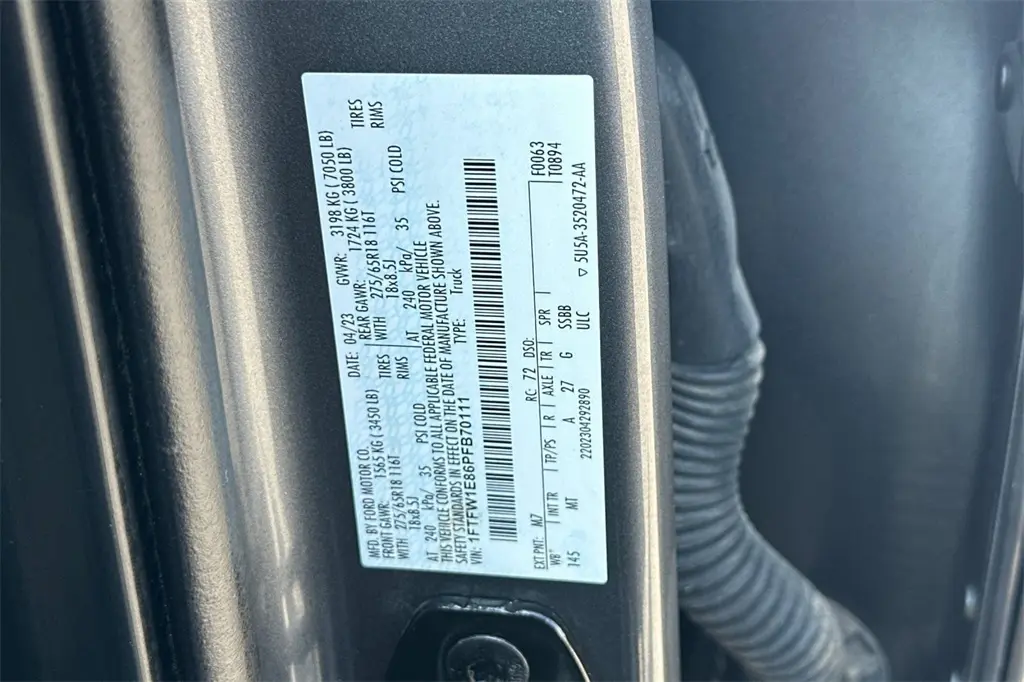 MFD. BY FORD MOTOR CO.
DATE: 04/23 GVWR: 3198 KG ( 7050 LB)
FRONT GAWR: 1565 KG ( 3450 LB) REAR GAWR: 1724 KG ( 3800 LB)
WITH 275/65R18 116T TIRES WITH 275/65R18 116T TIRES
18x8.5J RIMS 18x8.5J RIMS
AT 240 kPa/ 35 PSI COLD AT 240 kPa/ 35 PSI COLD
THIS VEHICLE CONFORMS TO ALL APPLICABLE FEDERAL MOTOR VEHICLE
SAFETY STANDARDS IN EFFECT ON THE DATE OF MANUFACTURE SHOWN ABOVE.
VIN: 1FTFW1E86PFB70111 TYPE: Truck
F0063
T0894
EXT PNT: M7 RC: 72 DSO:
WB" INT TR TP/PS R AXLE TR SPR
145 MT A 27 G SSBB
2202304292890 ULC
5U5A-3520472-AA